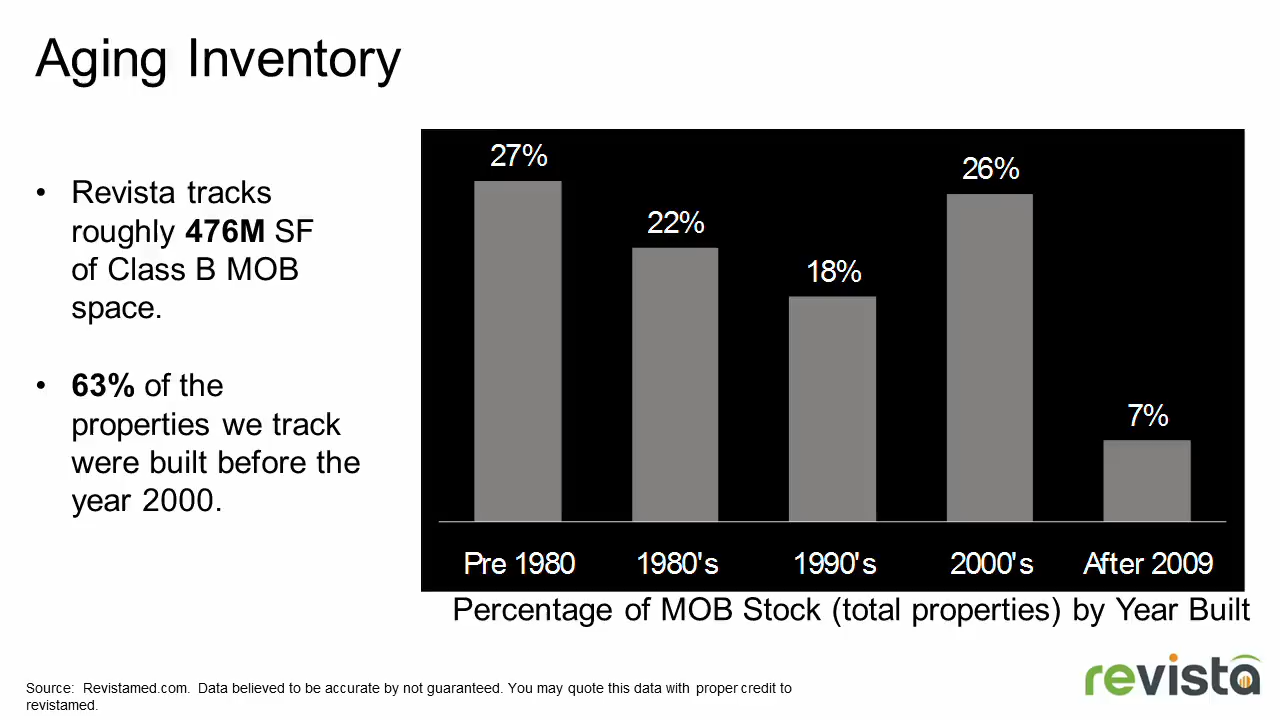 Aging Inventory
• Revista tracks
roughly 476M SF
of Class B MOB
space.
• 63% of the
properties we track
were built before the
year 2000.
27%
22%
18%
26%
7%
Pre 1980
1980's
1990's
2000's
After 2009
Percentage of MOB Stock (total properties) by Year Built
Source: Revistamed.com. Data believed to be accurate by not guaranteed. You may quote this data with proper credit to
revistamed.
revista